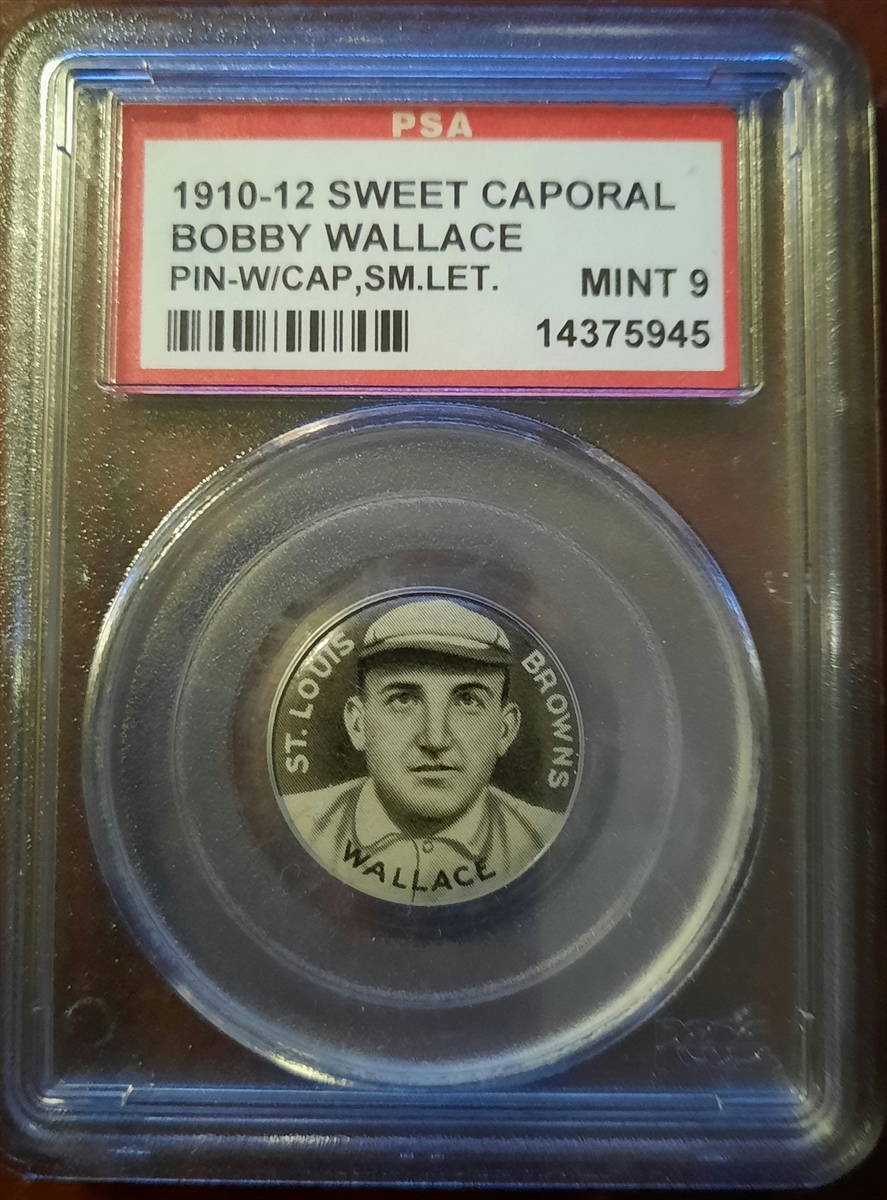 PSA
1910-12 SWEET CAPORAL
BOBBY WALLACE
PIN-W/CAP,SM.LET. MINT 9
14375945
ST. LOUIS BROWNS
WALLACE